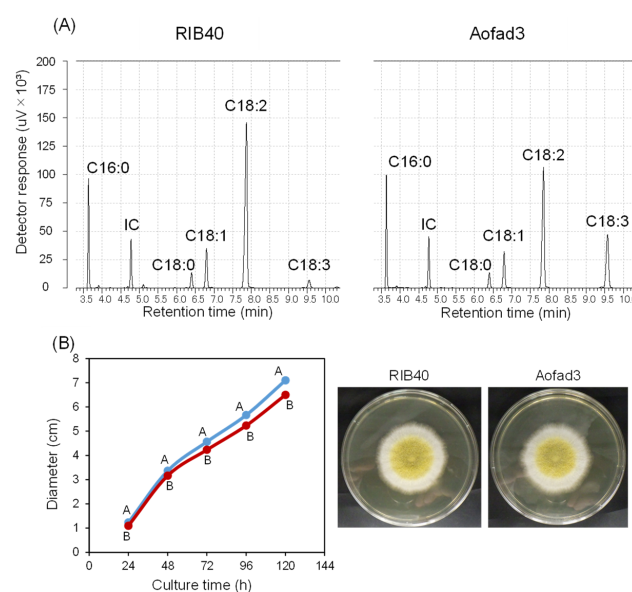 (A)
RIB40
Aofad3
Detector response (uV × 10³)
200
175
150
125
100
75
50
25
0
C16:0
IC
C18:0
C18:1
C18:2
C18:3
3.5 4.0 4.5 5.0 5.5 6.0 6.5 7.0 7.5 8.0 8.5 9.0 9.5 10.0
Retention time (min)
C16:0
IC
C18:0
C18:1
C18:2
C18:3
3.5 4.0 4.5 5.0 5.5 6.0 6.5 7.0 7.5 8.0 8.5 9.0 9.5 10.0
Retention time (min)
(B)
Diameter (cm)
8
7
6
5
4
3
2
1
0
A
A
A
A
A
B
B
B
B
B
0 24 48 72 96 120 144
Culture time (h)
RIB40
Aofad3